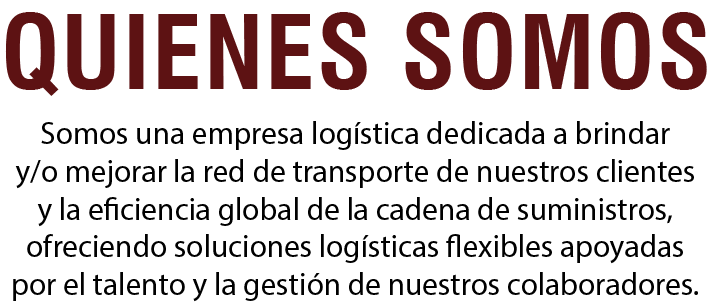 QUIENES SOMOS
Somos una empresa logística dedicada a brindar
y/o mejorar la red de transporte de nuestros clientes
y la eficiencia global de la cadena de suministros,
ofreciendo soluciones logísticas flexibles apoyadas
por el talento y la gestión de nuestros colaboradores.